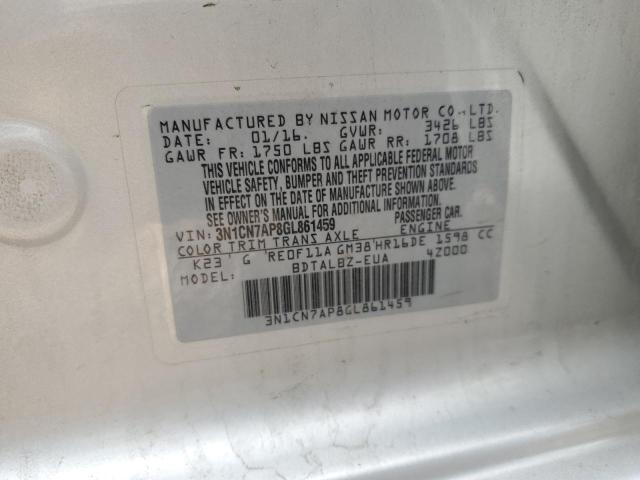 MANUFACTURED BY NISSAN MOTOR CO.,LTD.
DATE: 01/16. GVWR: 3426 LBS
GAWR FR: 1750 LBS GAWR RR: 1708 LBS
THIS VEHICLE CONFORMS TO ALL APPLICABLE FEDERAL MOTOR
VEHICLE SAFETY, BUMPER AND THEFT PREVENTION STANDARDS
IN EFFECT ON THE DATE OF MANUFACTURE SHOWN ABOVE.
SEE OWNER'S MANUAL FOR ADDITIONAL INFORMATION.
VIN: 3N1CN7AP8GL861459 PASSENGER CAR.
COLOR TRIM TRANS AXLE ENGINE
K23 G RE0F11A GM38 HR16DE 1598 CC
MODEL: BDTALBZ-EUA 4Z000
3N1CN7AP8GL861459